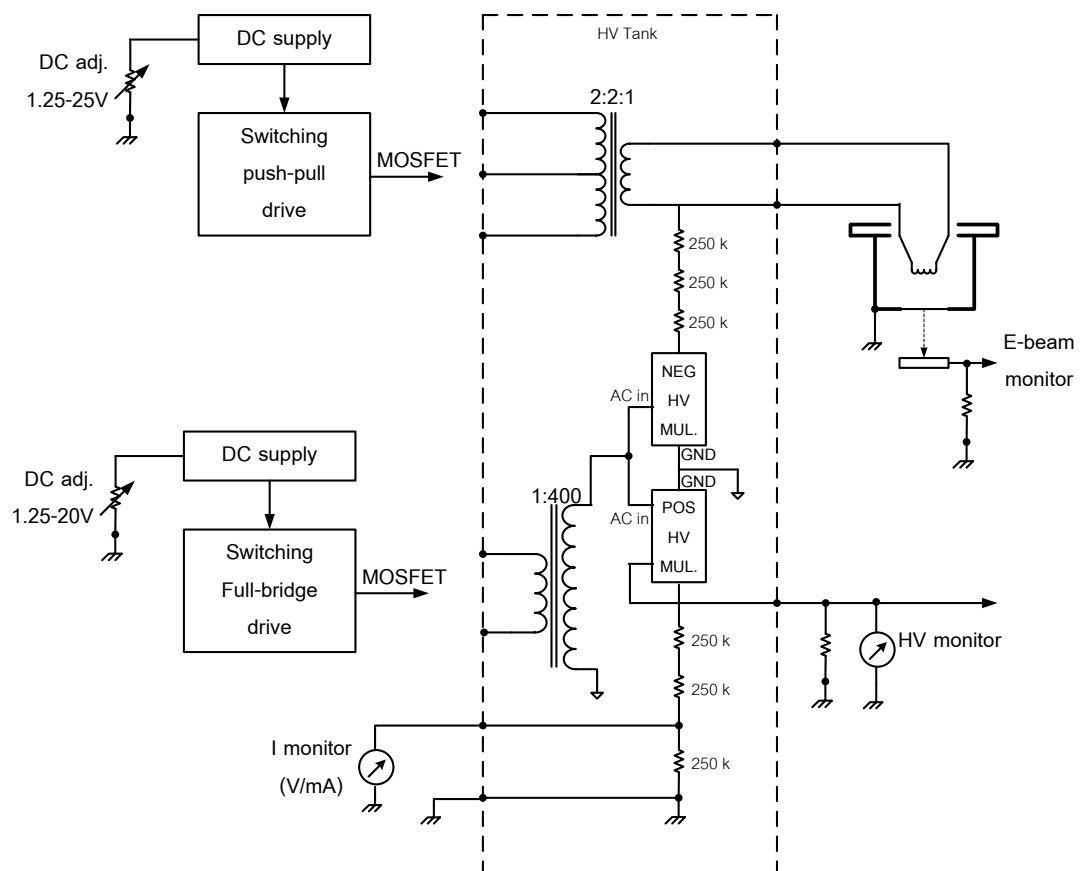 DC supply
HV Tank
DC adj.
1.25-25V
2:2:1
Switching
push-pull
drive
MOSFET
250 k
250 k
250 k
E-beam
monitor
NEG
HV
MUL.
AC in
GND
GND
DC supply
DC adj.
1.25-20V
1:400
POS
HV
MUL.
AC in
Switching
Full-bridge
drive
MOSFET
HV monitor
250 k
250 k
I monitor
(V/mA)
250 k